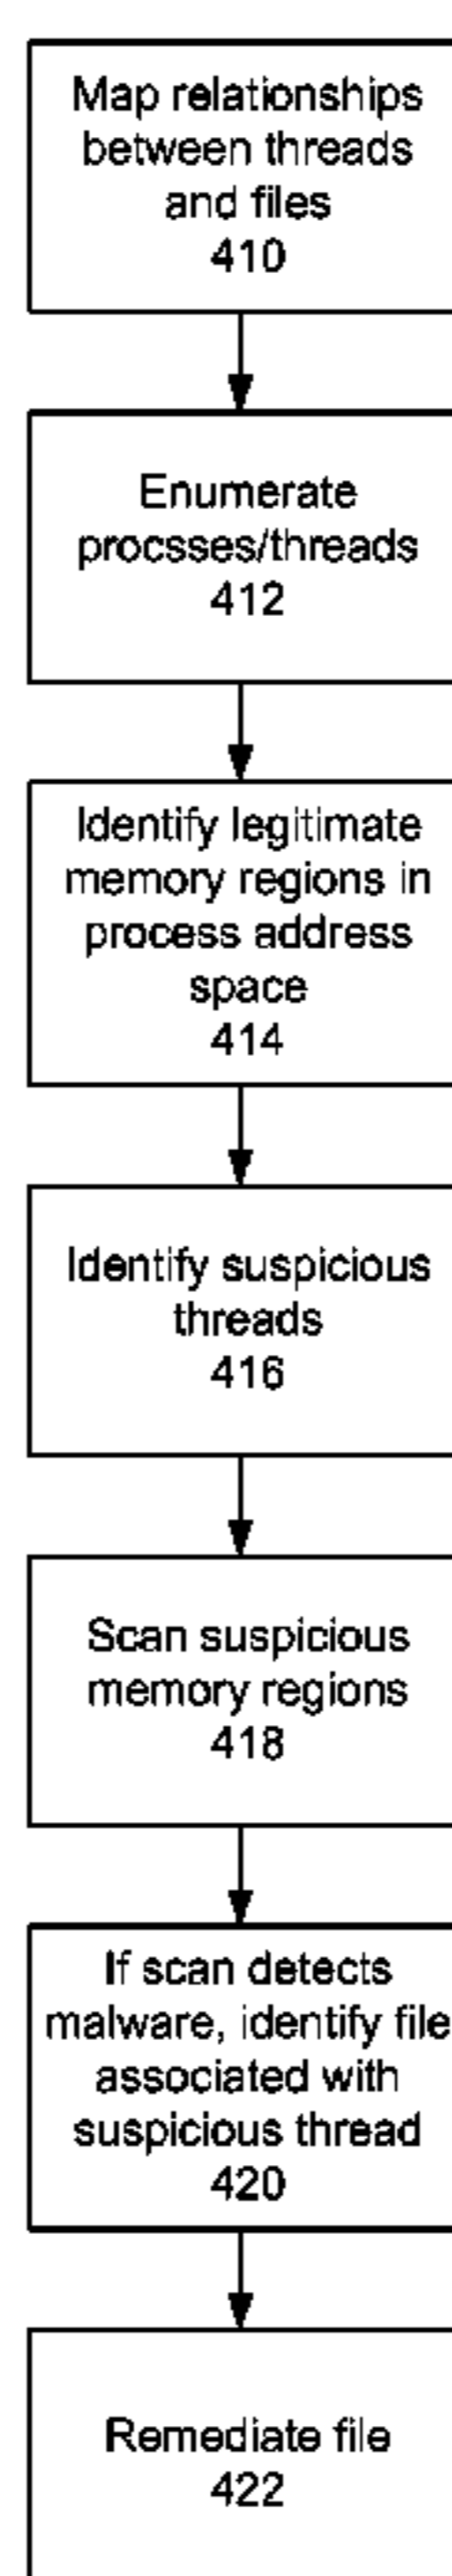 Map relationships
between threads
and files
410
Enumerate
procsses/threads
412
Identify legitimate
memory regions in
process address
space
414
Identify suspicious
threads
416
Scan suspicious
memory regions
418
If scan detects
malware, identify file
associated with
suspicious thread
420
Remediate file
422